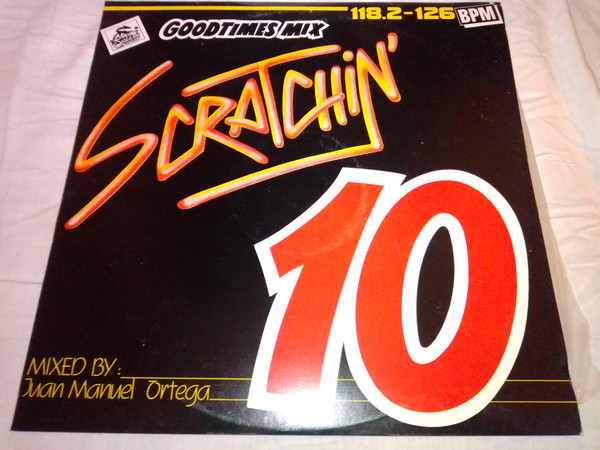 GOODTIMES MIX
118.2-126 BPM
SCRATCHIN'
10
MIXED BY:
Juan Manuel Ortega